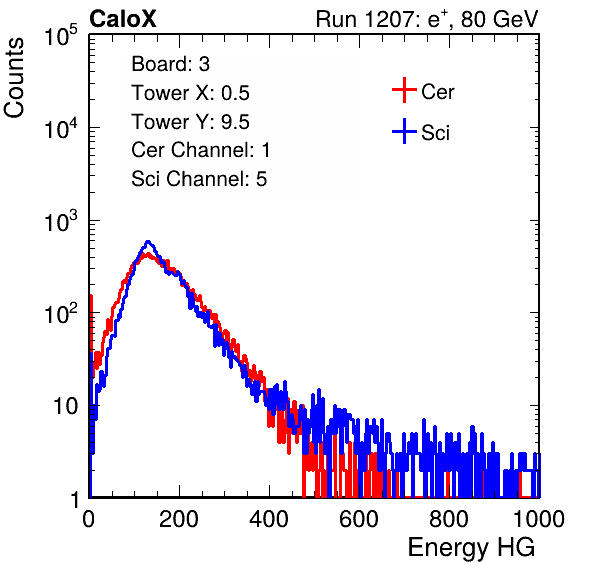 CaloX Run 1207: e⁺, 80 GeV
Counts
Board: 3
Tower X: 0.5
Tower Y: 9.5
Cer Channel: 1
Sci Channel: 5
Cer
Sci
10⁵
10⁴
10³
10²
10
1
0 200 400 600 800 1000
Energy HG